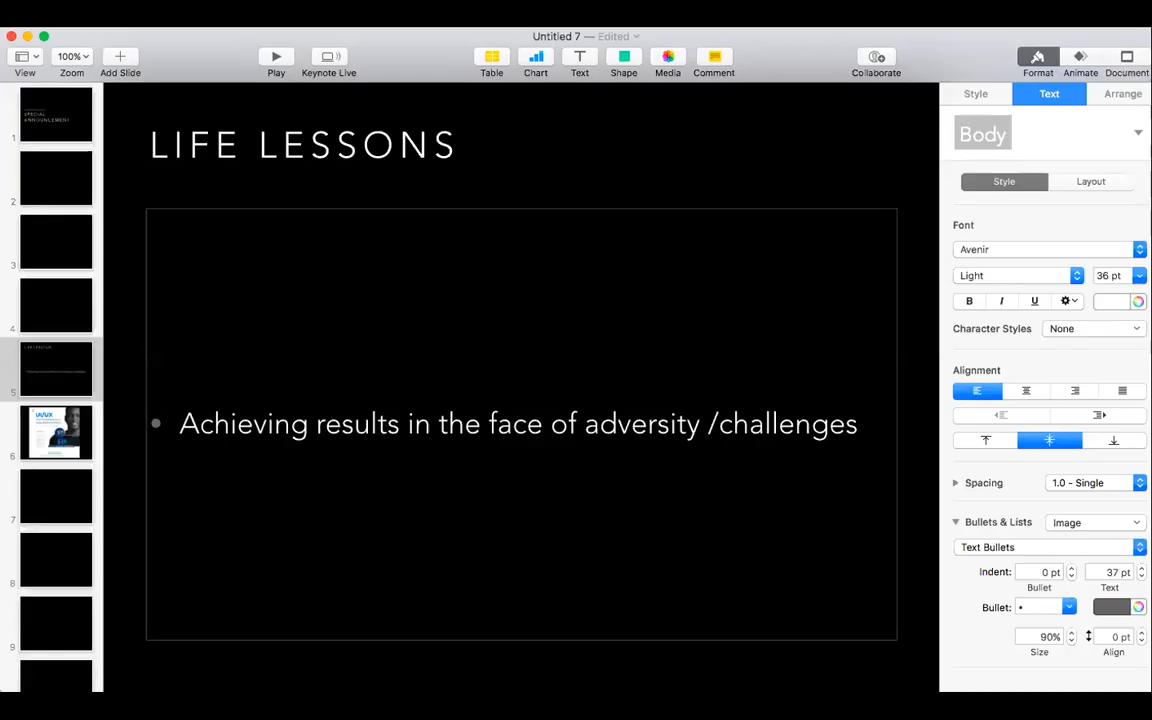 Untitled 7 — Edited
100%
View
Zoom
Add Slide
Play
Keynote Live
Table
Chart
Text
Shape
Media
Comment
Collaborate
Format
Animate
Document
1
SPECIAL
ANNOUNCEMENT
2
3
4
5
6
UI/UX
7
8
9
LIFE LESSONS
• Achieving results in the face of adversity /challenges
Style
Text
Arrange
Body
Style
Layout
Font
Avenir
Light
36 pt
B
I
U
Character Styles
None
Alignment
Spacing
1.0 - Single
Bullets & Lists
Image
Text Bullets
Indent:
0 pt
37 pt
Bullet
Text
Bullet:
•
90%
0 pt
Size
Align